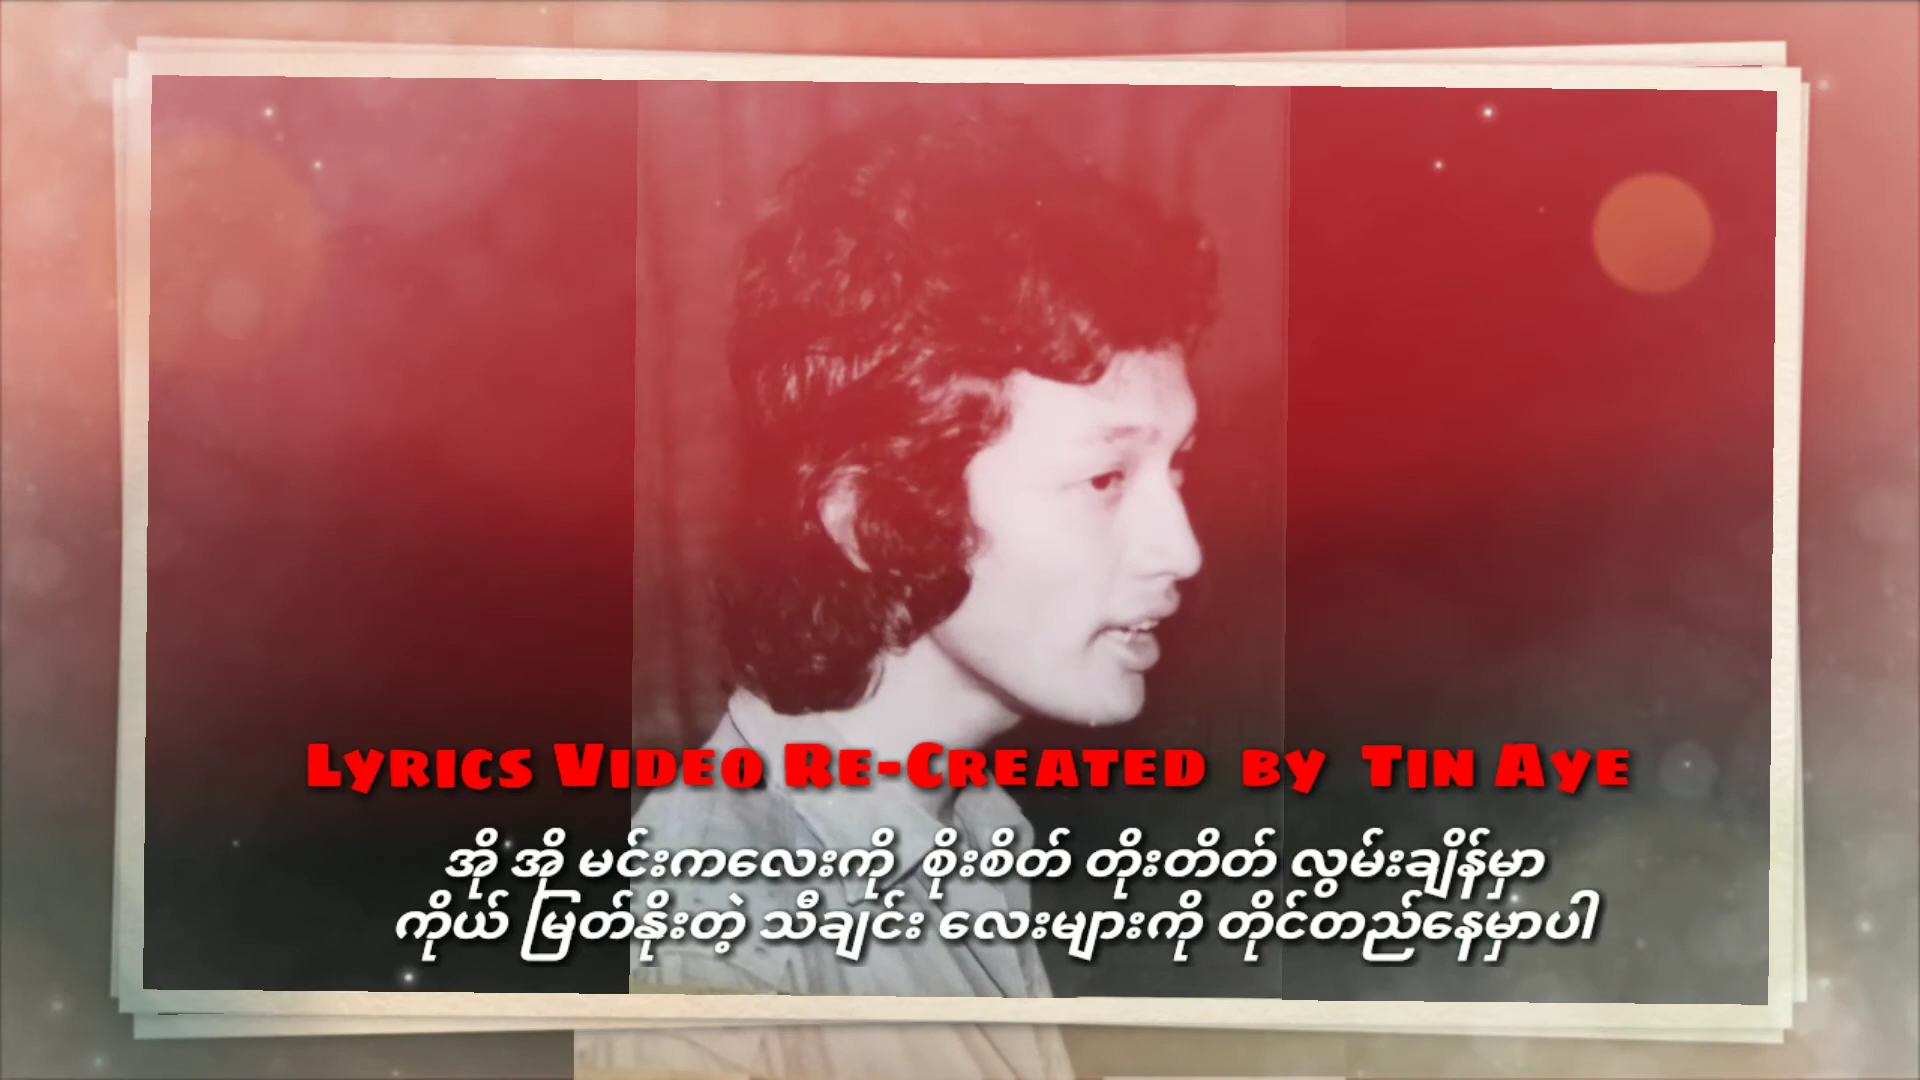 Lyrics Video Re-Created by Tin Aye
အို အို မင်းကလေးကို စိုးစိတ် တိုးတိတ် လွမ်းချိန်မှာ
ကိုယ် မြတ်နိုးတဲ့ သီချင်း လေးများကို တိုင်တည်နေမှာပါ